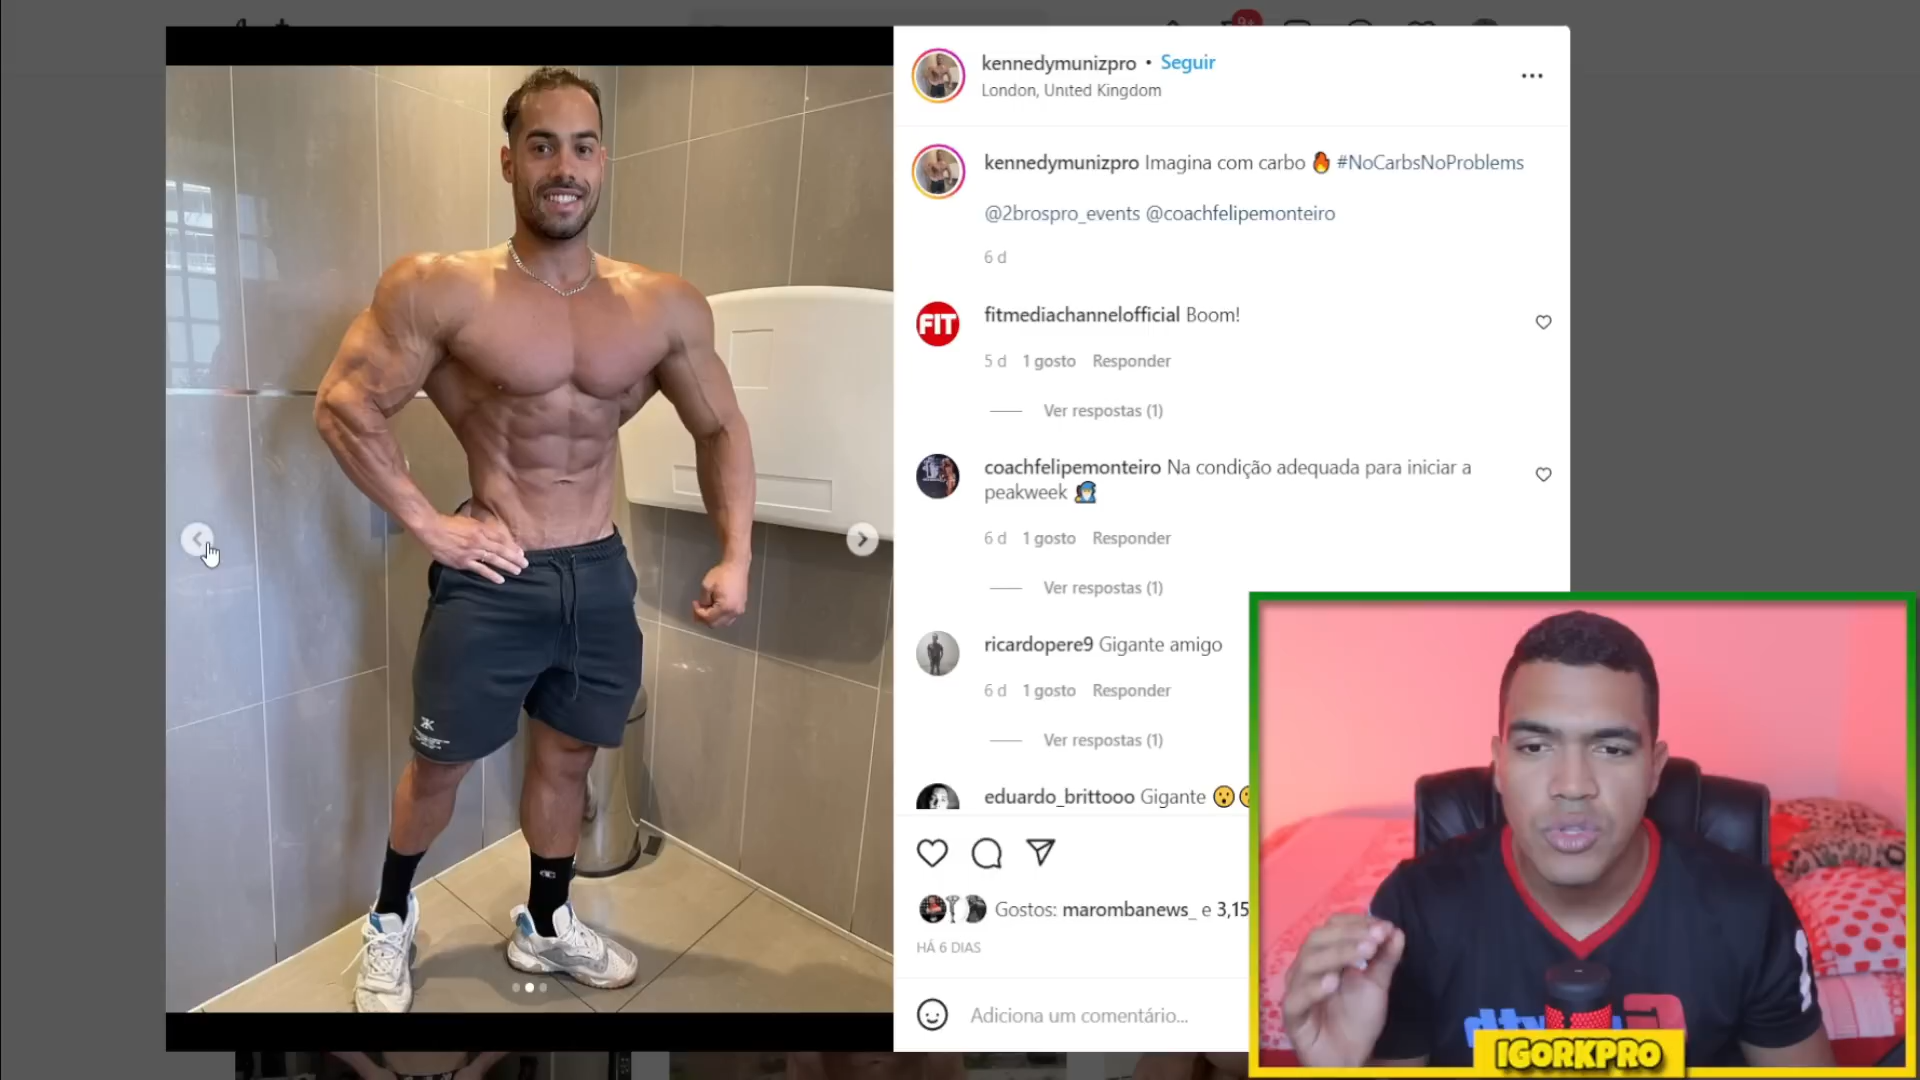 kennedymunizpro • Seguir
London, United Kingdom
kennedymunizpro Imagina com carbo 🔥 #NoCarbsNoProblems
@2brospro_events @coachfelipemonteiro
6 d
FIT
fitmediachannelofficial Boom!
5 d 1 gosto Responder
Ver respostas (1)
coachfelipemonteiro Na condição adequada para iniciar a
peakweek
6 d 1 gosto Responder
Ver respostas (1)
ricardopere9 Gigante amigo
6 d 1 gosto Responder
Ver respostas (1)
eduardo_brittooo Gigante 😮
Gostos: marombanews_ e 3,15
HÁ 6 DIAS
Adiciona um comentário...
IGORKPRO